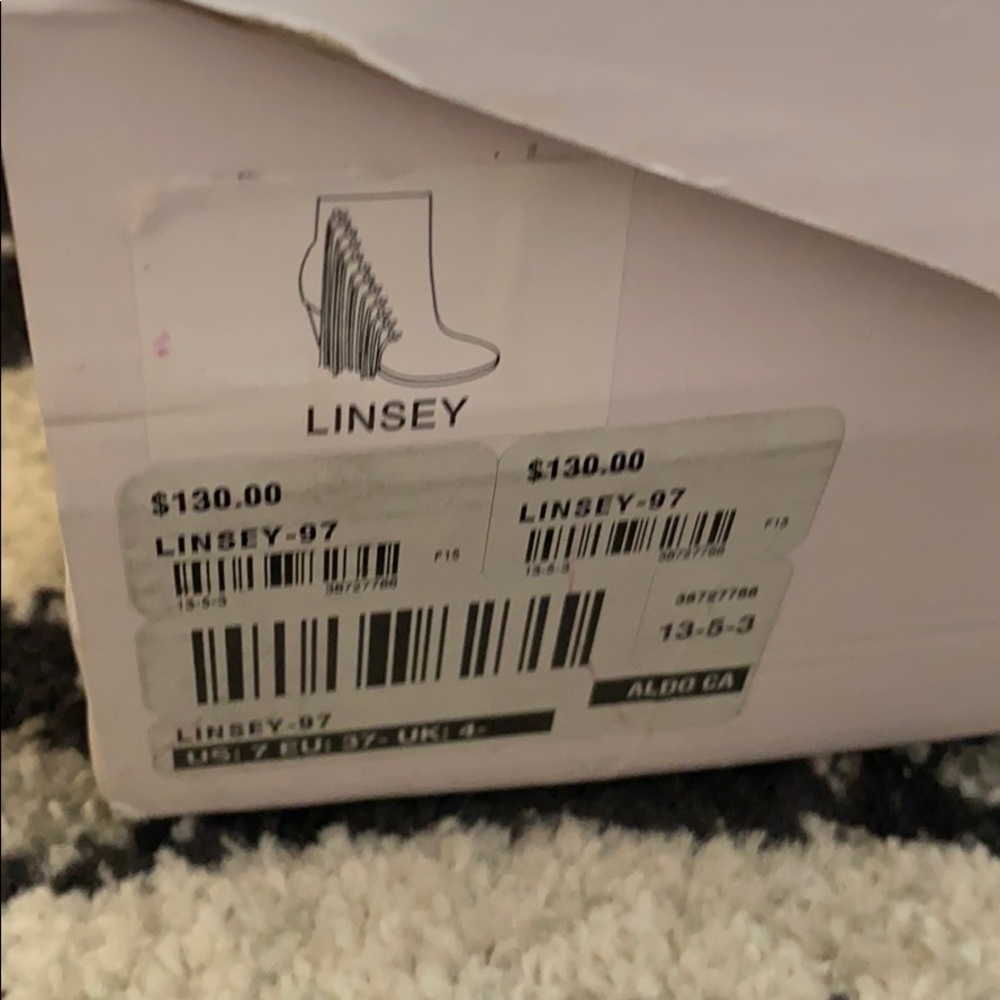 LINSEY
$130.00
LINSEY-97
F15
13-5-3
38727766
$130.00
LINSEY-97
F15
13-5-3
38727766
38727766
13-5-3
ALDO CA
LINSEY-97
US: 7 EU: 37- UK: 4-